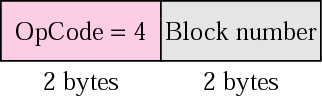 OpCode = 4 Block number
2 bytes 2 bytes